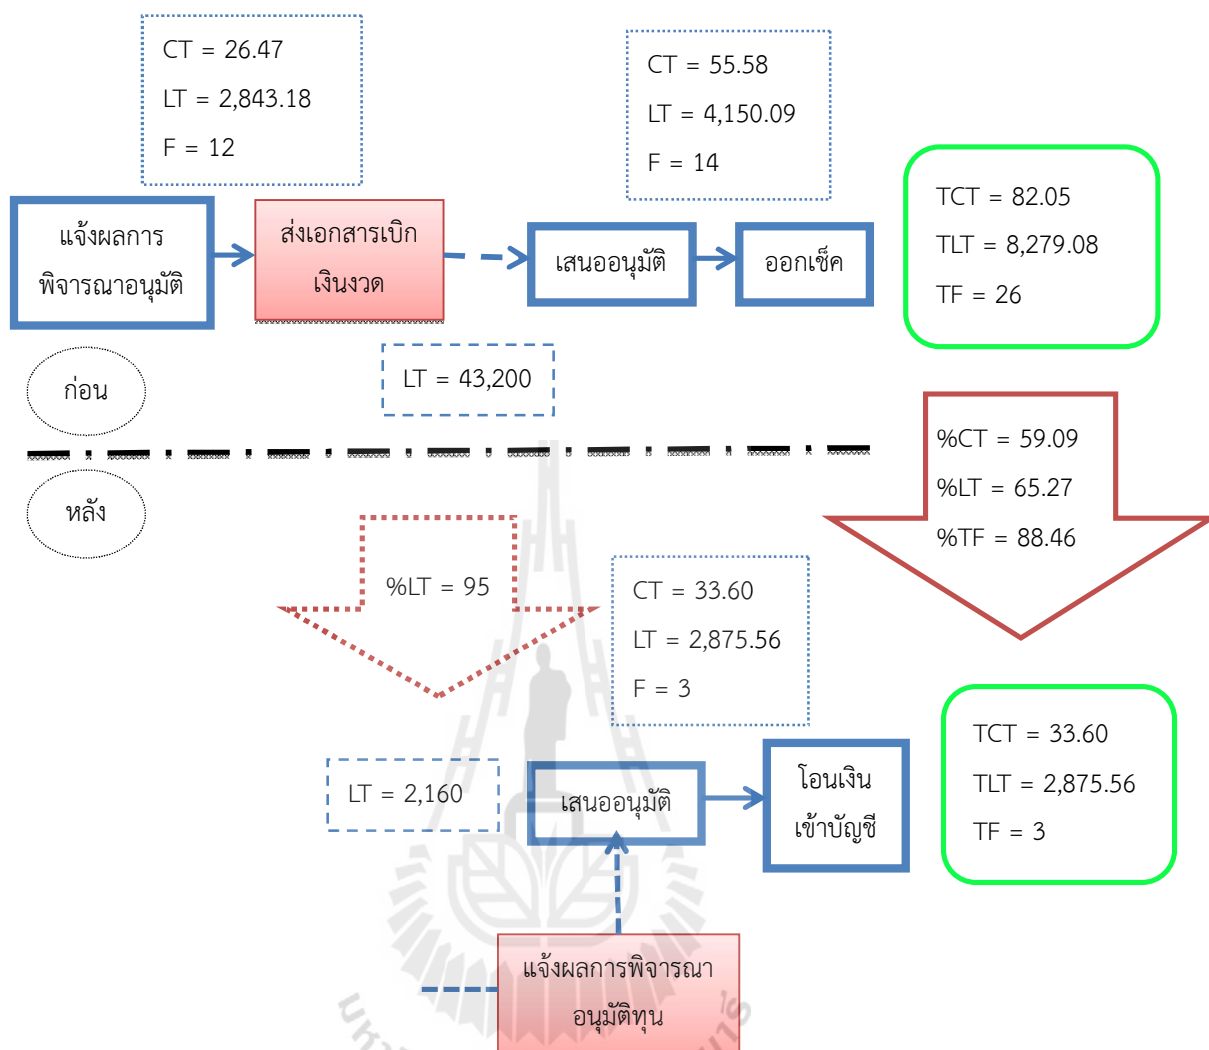 CT = 26.47
LT = 2,843.18
F = 12
CT = 55.58
LT = 4,150.09
F = 14
TCT = 82.05
TLT = 8,279.08
TF = 26
แจ้งผลการ
พิจารณาอนุมัติ
ส่งเอกสารเบิก
เงินงวด
เสนออนุมัติ
ออกเช็ค
LT = 43,200
ก่อน
%CT = 59.09
%LT = 65.27
%TF = 88.46
หลัง
%LT = 95
CT = 33.60
LT = 2,875.56
F = 3
TCT = 33.60
TLT = 2,875.56
TF = 3
LT = 2,160
เสนออนุมัติ
โอนเงิน
เข้าบัญชี
แจ้งผลการพิจารณา
อนุมัติทุน